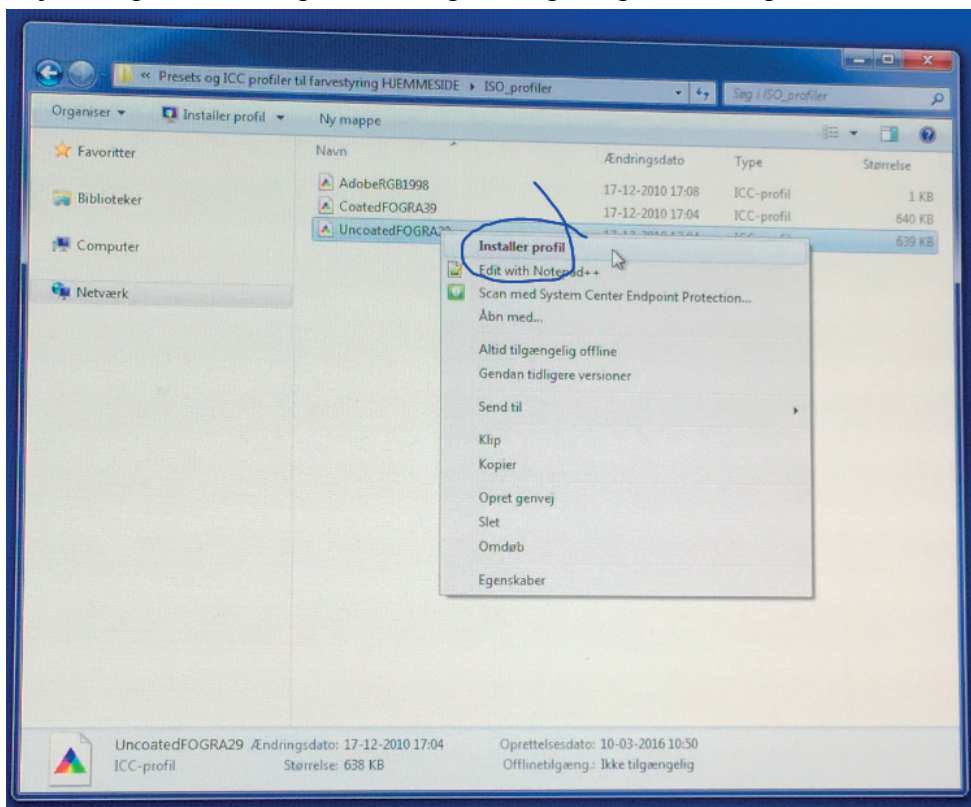 « Presets og ICC profiler til farvestyring HJEMMESIDE ▸ ISO_profiler
Søg i ISO_profiler
Organiser
Installer profil
Ny mappe
Favoritter
Biblioteker
Computer
Netværk
Navn Ændringsdato Type Størrelse
AdobeRGB1998 17-12-2010 17:08 ICC-profil 1 KB
CoatedFOGRA39 17-12-2010 17:04 ICC-profil 640 KB
639 KB
Installer profil
Edit with Notepad++
Scan med System Center Endpoint Protection...
Åbn med...
Altid tilgængelig offline
Gendan tidligere versioner
Send til
Klip
Kopier
Opret genvej
Slet
Omdøb
Egenskaber
UncoatedFOGRA29 Ændringsdato: 17-12-2010 17:04 Oprettelsesdato: 10-03-2016 10:50
ICC-profil Størrelse: 638 KB Offlinetilgæng.: Ikke tilgængelig